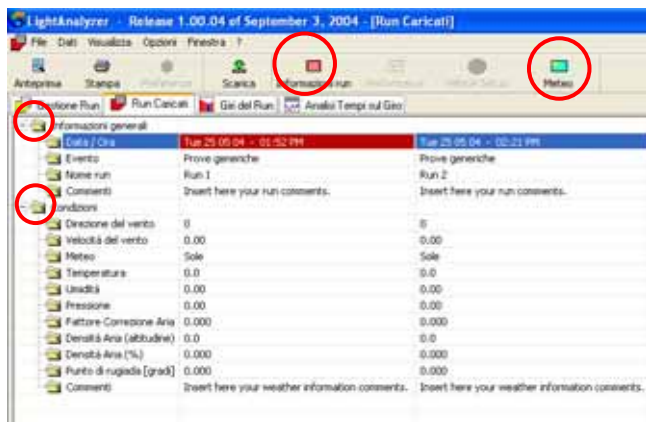 LightAnalyzer - Release 1.00.04 of September 3, 2004 - [Run Caricati]
File Dati Visualizza Opzioni Finestra ?
Anteprima Stampa Scarica Informazioni run Meteo
Gestione Run Run Caricati Giri del Run Analisi Tempi sul Giro
Informazioni generali
Data / Ora Tue 25 05 04 - 01:52 PM Tue 25 05 04 - 02:21 PM
Evento Prove generiche Prove generiche
Nome run Run 1 Run 2
Commenti Insert here your run comments. Insert here your run comments.
Condizioni
Direzione del vento 0 0
Velocità del vento 0.00 0.00
Meteo Sole Sole
Temperatura 0.0 0.0
Umidità 0.00 0.00
Pressione 0.00 0.00
Fattore Correzione Aria 0.000 0.000
Densità Aria (altitudine) 0.0 0.0
Densità Aria (%) 0.000 0.000
Punto di rugiada [gradi] 0.000 0.000
Commenti Insert here your weather information comments. Insert here your weather information comments.